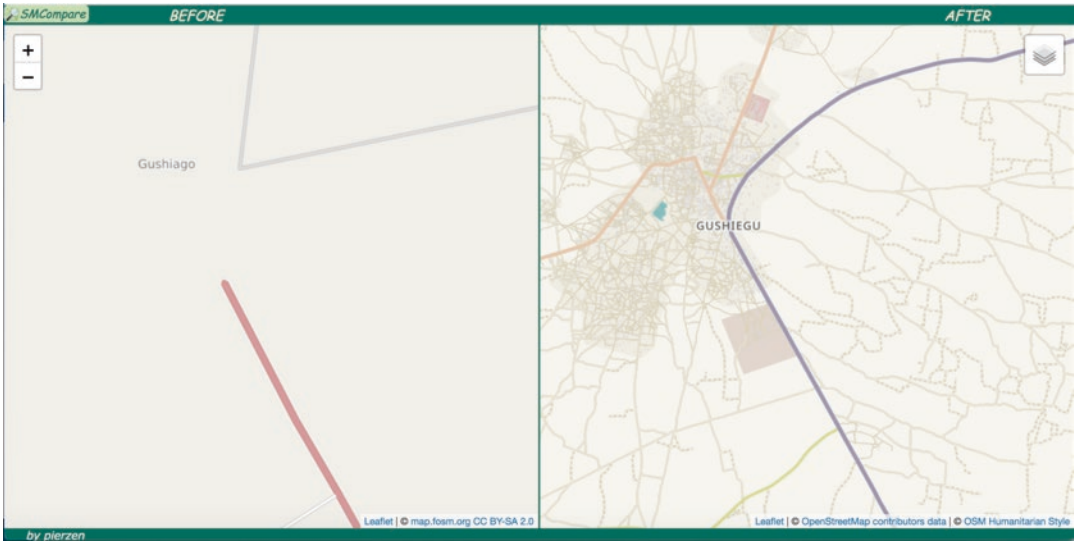 SMCompare
BEFORE
AFTER
+
−
Gushiago
GUSHIEGU
Leaflet | © map.fosm.org CC BY-SA 2.0
Leaflet | © OpenStreetMap contributors data | © OSM Humanitarian Style
by pierzen